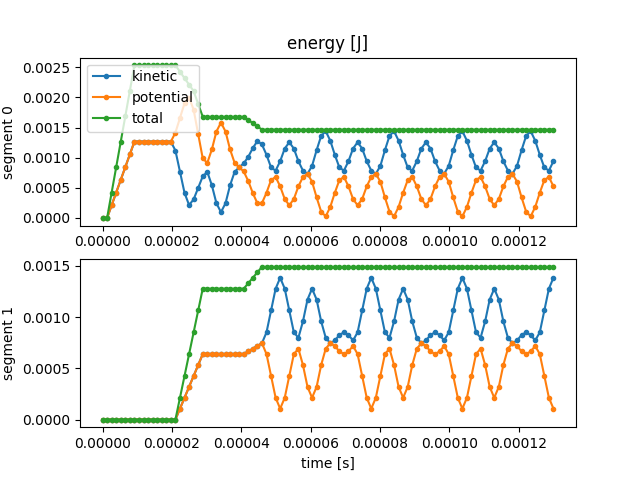 energy [J]
0.0025
0.0020
0.0015
0.0010
0.0005
0.0000
segment 0
kinetic
potential
total
0.00000 0.00002 0.00004 0.00006 0.00008 0.00010 0.00012
0.0015
0.0010
0.0005
0.0000
segment 1
0.00000 0.00002 0.00004 0.00006 0.00008 0.00010 0.00012
time [s]